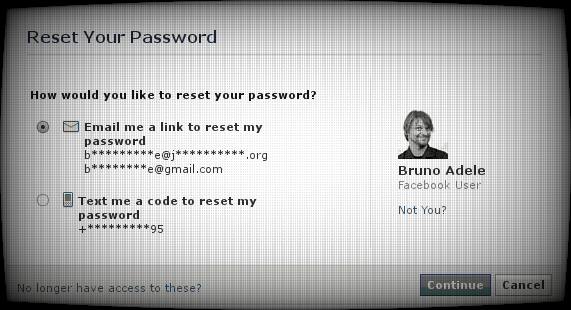 Reset Your Password
How would you like to reset your password?
Email me a link to reset my
password
b*********e@j**********.org
b********e@gmail.com
Text me a code to reset my
password
+*********95
Bruno Adele
Facebook User
Not You?
No longer have access to these?
Continue
Cancel